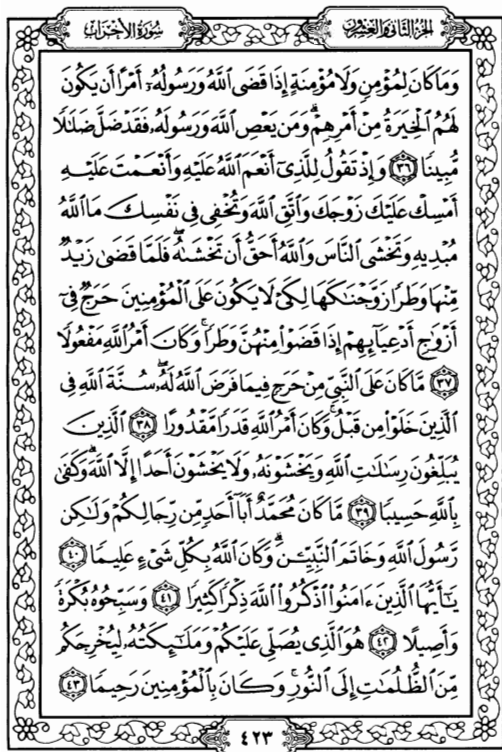 الجزء الثاني والعشرون
سورة الأحزاب
وَمَا كَانَ لِمُؤْمِنٍ وَلَا مُؤْمِنَةٍ إِذَا قَضَى ٱللَّهُ وَرَسُولُهُۥٓ أَمْرًا أَن يَكُونَ
لَهُمُ ٱلْخِيَرَةُ مِنْ أَمْرِهِمْ ۗ وَمَن يَعْصِ ٱللَّهَ وَرَسُولَهُۥ فَقَدْ ضَلَّ ضَلَٰلًا
مُّبِينًا ٣٦ وَإِذْ تَقُولُ لِلَّذِىٓ أَنْعَمَ ٱللَّهُ عَلَيْهِ وَأَنْعَمْتَ عَلَيْهِ
أَمْسِكْ عَلَيْكَ زَوْجَكَ وَٱتَّقِ ٱللَّهَ وَتُخْفِى فِى نَفْسِكَ مَا ٱللَّهُ
مُبْدِيهِ وَتَخْشَى ٱلنَّاسَ وَٱللَّهُ أَحَقُّ أَن تَخْشَىٰهُ ۖ فَلَمَّا قَضَىٰ زَيْدٌ
مِّنْهَا وَطَرًا زَوَّجْنَٰكَهَا لِكَىْ لَا يَكُونَ عَلَى ٱلْمُؤْمِنِينَ حَرَجٌ فِىٓ
أَزْوَٰجِ أَدْعِيَآئِهِمْ إِذَا قَضَوْا۟ مِنْهُنَّ وَطَرًا ۚ وَكَانَ أَمْرُ ٱللَّهِ مَفْعُولًا
٣٧ مَّا كَانَ عَلَى ٱلنَّبِىِّ مِنْ حَرَجٍ فِيمَا فَرَضَ ٱللَّهُ لَهُۥ ۖ سُنَّةَ ٱللَّهِ فِى
ٱلَّذِينَ خَلَوْا۟ مِن قَبْلُ ۚ وَكَانَ أَمْرُ ٱللَّهِ قَدَرًا مَّقْدُورًا ٣٨ ٱلَّذِينَ
يُبَلِّغُونَ رِسَٰلَٰتِ ٱللَّهِ وَيَخْشَوْنَهُۥ وَلَا يَخْشَوْنَ أَحَدًا إِلَّا ٱللَّهَ ۗ وَكَفَىٰ
بِٱللَّهِ حَسِيبًا ٣٩ مَّا كَانَ مُحَمَّدٌ أَبَآ أَحَدٍ مِّن رِّجَالِكُمْ وَلَٰكِن
رَّسُولَ ٱللَّهِ وَخَاتَمَ ٱلنَّبِيِّـۧنَ ۗ وَكَانَ ٱللَّهُ بِكُلِّ شَىْءٍ عَلِيمًا ٤٠
يَٰٓأَيُّهَا ٱلَّذِينَ ءَامَنُوا۟ ٱذْكُرُوا۟ ٱللَّهَ ذِكْرًا كَثِيرًا ٤١ وَسَبِّحُوهُ بُكْرَةً
وَأَصِيلًا ٤٢ هُوَ ٱلَّذِى يُصَلِّى عَلَيْكُمْ وَمَلَٰٓئِكَتُهُۥ لِيُخْرِجَكُم
مِّنَ ٱلظُّلُمَٰتِ إِلَى ٱلنُّورِ ۚ وَكَانَ بِٱلْمُؤْمِنِينَ رَحِيمًا ٤٣
٤٢٣